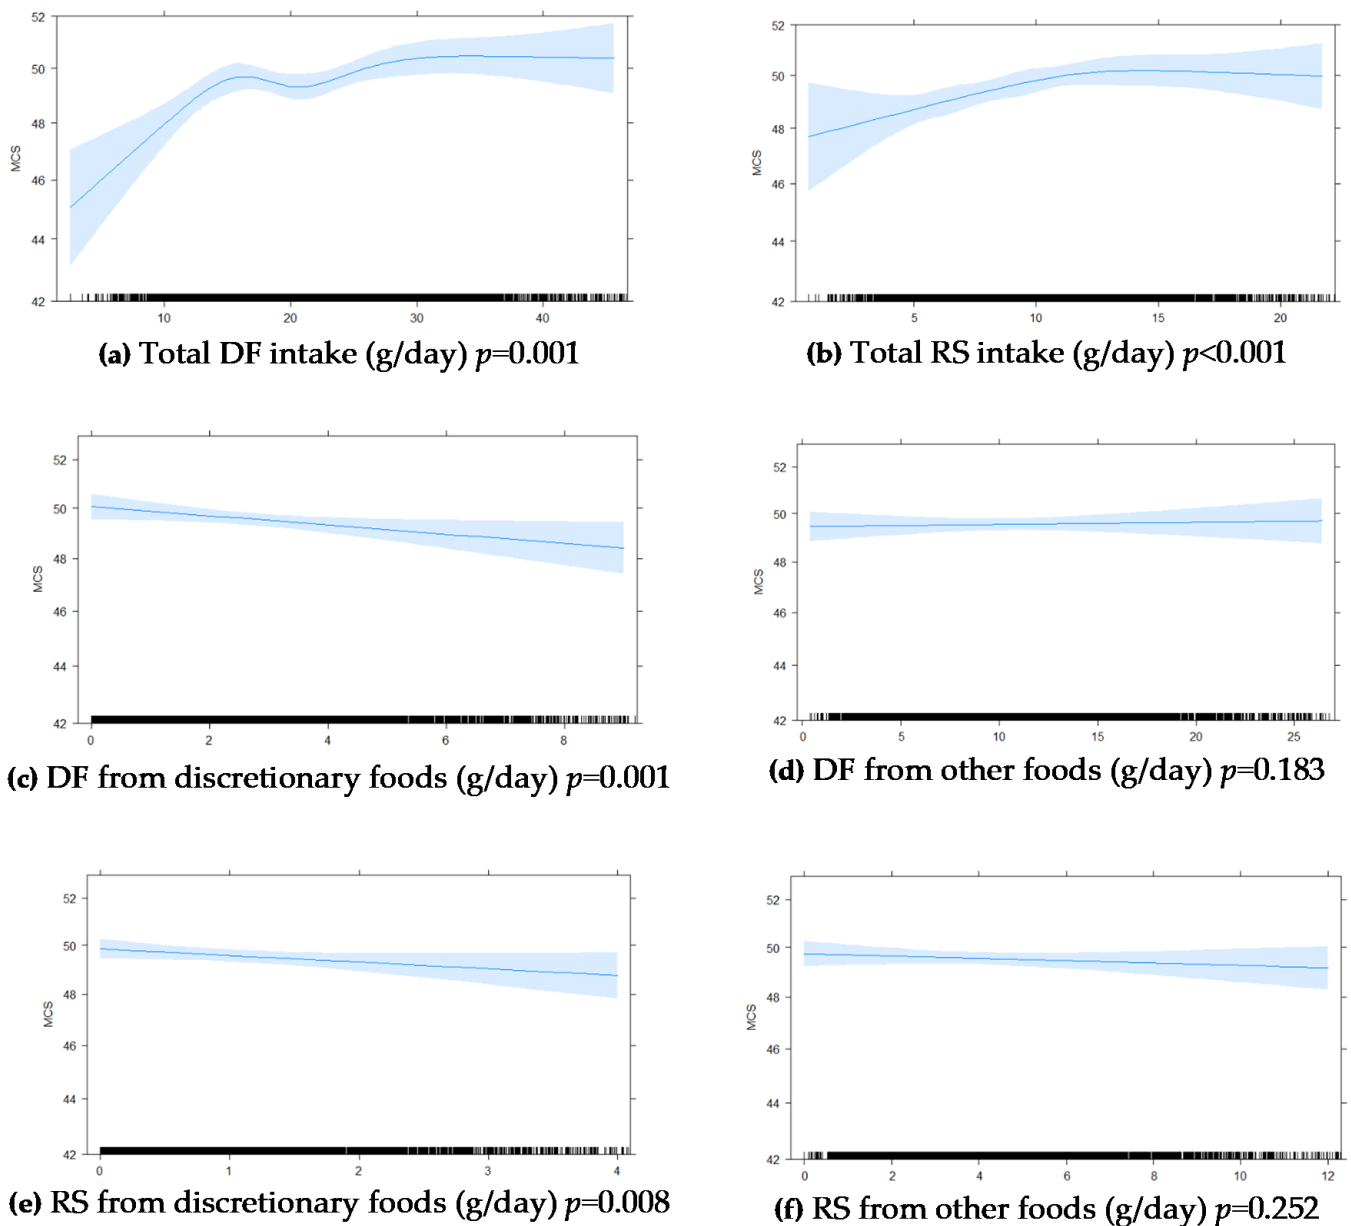 52
50
48
46
44
42
MCS
10 20 30 40
(a) Total DF intake (g/day) p=0.001
52
50
48
46
44
42
MCS
5 10 15 20
(b) Total RS intake (g/day) p<0.001
52
50
48
46
44
42
MCS
0 2 4 6 8
(c) DF from discretionary foods (g/day) p=0.001
52
50
48
46
44
42
MCS
0 5 10 15 20 25
(d) DF from other foods (g/day) p=0.183
52
50
48
46
44
42
MCS
0 1 2 3 4
(e) RS from discretionary foods (g/day) p=0.008
52
50
48
46
44
42
MCS
0 2 4 6 8 10 12
(f) RS from other foods (g/day) p=0.252